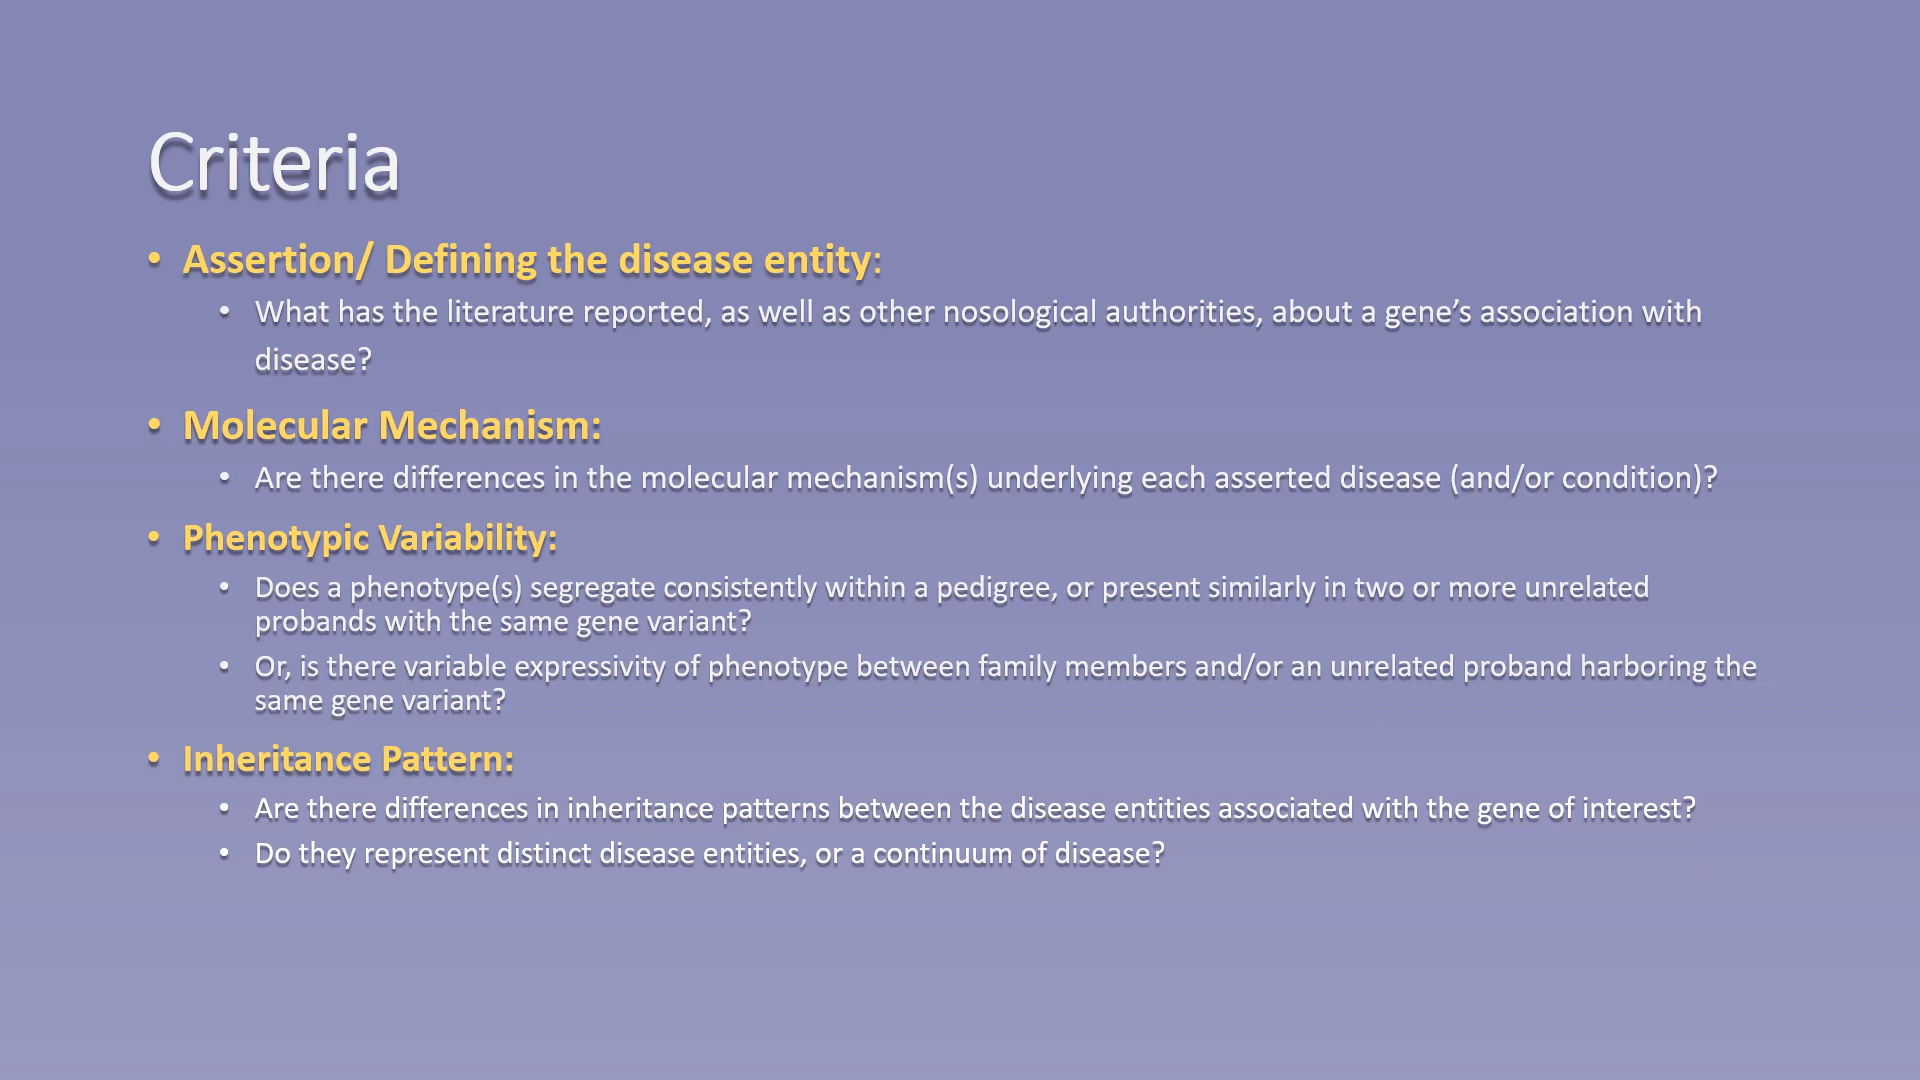 Criteria
• Assertion/ Defining the disease entity:
• What has the literature reported, as well as other nosological authorities, about a gene’s association with
disease?
• Molecular Mechanism:
• Are there differences in the molecular mechanism(s) underlying each asserted disease (and/or condition)?
• Phenotypic Variability:
• Does a phenotype(s) segregate consistently within a pedigree, or present similarly in two or more unrelated
probands with the same gene variant?
• Or, is there variable expressivity of phenotype between family members and/or an unrelated proband harboring the
same gene variant?
• Inheritance Pattern:
• Are there differences in inheritance patterns between the disease entities associated with the gene of interest?
• Do they represent distinct disease entities, or a continuum of disease?